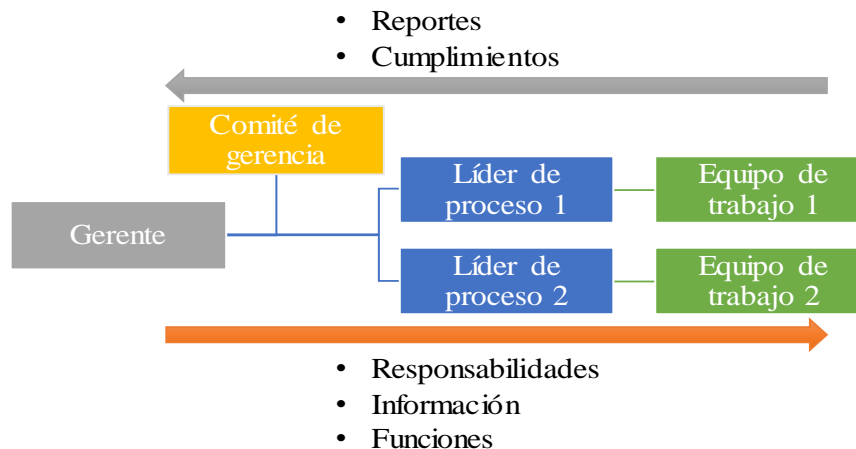 • Reportes
• Cumplimientos
Comité de
gerencia
Gerente
Líder de
proceso 1
Equipo de
trabajo 1
Líder de
proceso 2
Equipo de
trabajo 2
• Responsabilidades
• Información
• Funciones